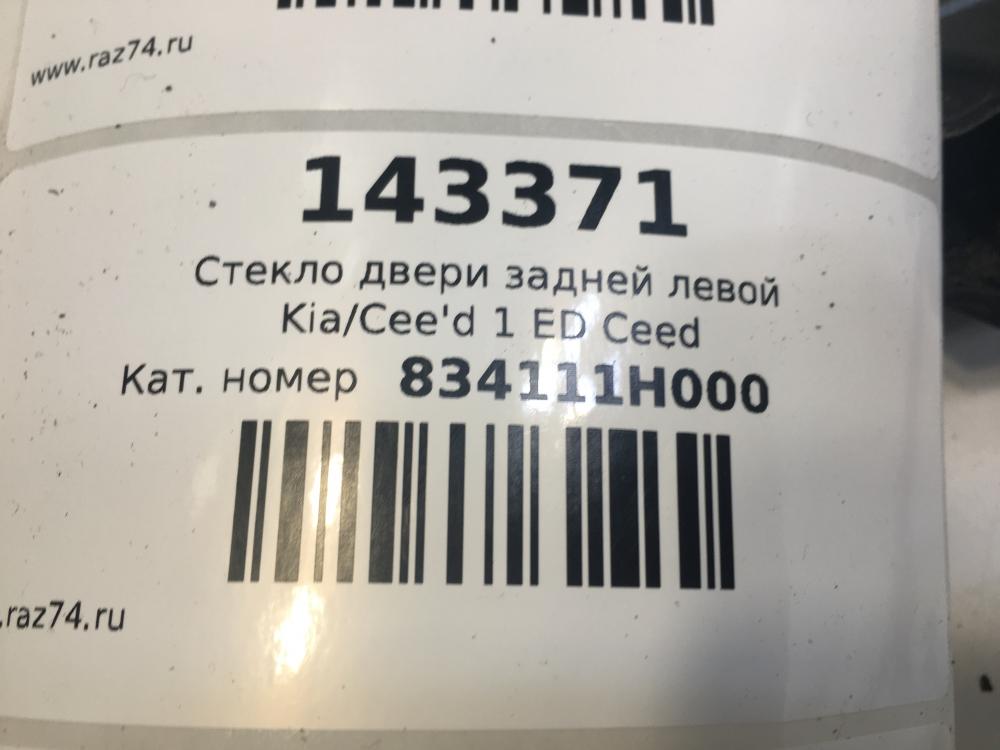 www.raz74.ru
143371
Стекло двери задней левой
Kia/Cee'd 1 ED Ceed
Кат. номер 834111H000
.raz74.ru